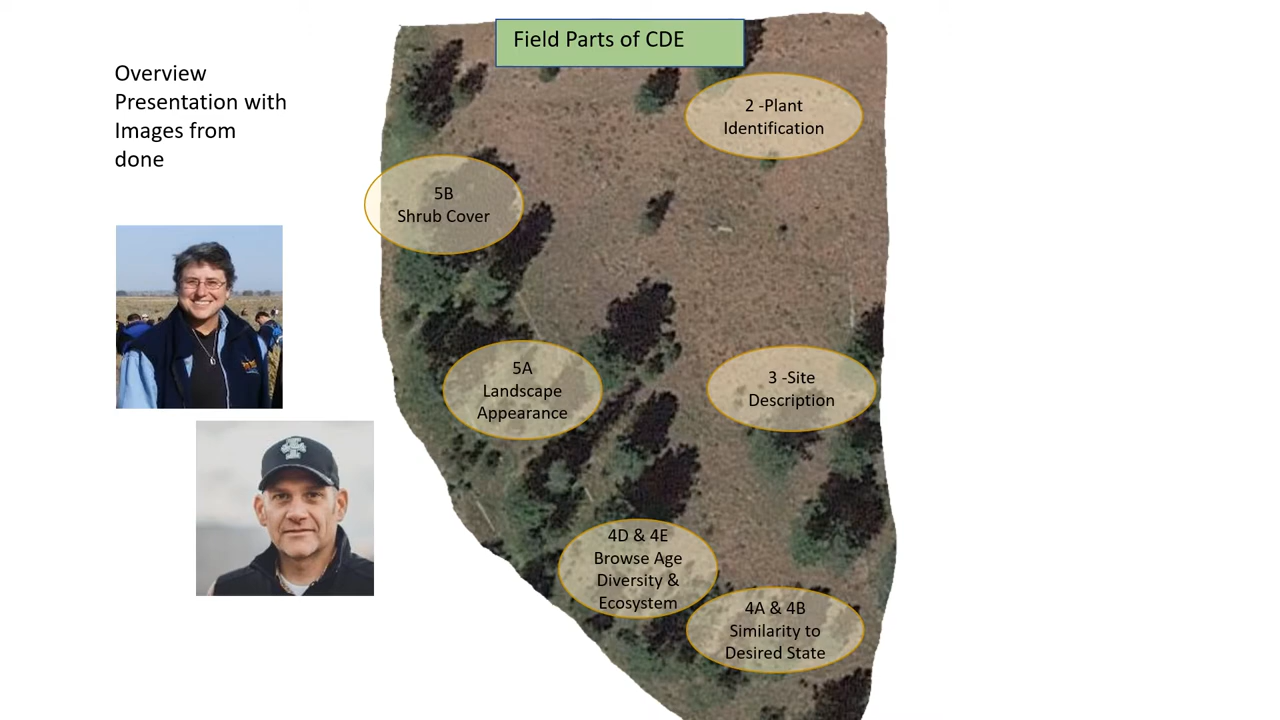 Field Parts of CDE
Overview
Presentation with
Images from
done
2 -Plant
Identification
5B
Shrub Cover
5A
Landscape
Appearance
3 -Site
Description
4D & 4E
Browse Age
Diversity &
Ecosystem
4A & 4B
Similarity to
Desired State